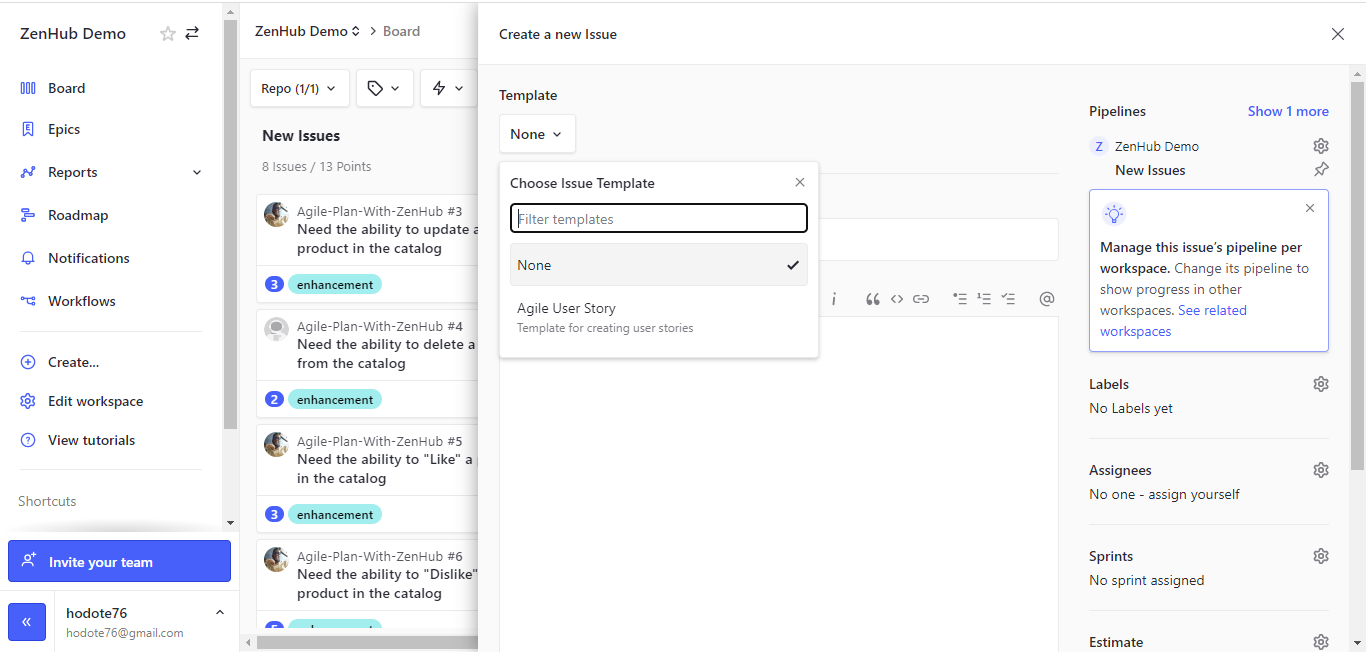 ZenHub Demo
Board
Epics
Reports
Roadmap
Notifications
Workflows
Create...
Edit workspace
View tutorials
Shortcuts
Invite your team
«
hodote76
hodote76@gmail.com
ZenHub Demo > Board
Repo (1/1)
New Issues
8 Issues / 13 Points
Agile-Plan-With-ZenHub #3
Need the ability to update a
product in the catalog
3 enhancement
Agile-Plan-With-ZenHub #4
Need the ability to delete a
from the catalog
2 enhancement
Agile-Plan-With-ZenHub #5
Need the ability to "Like" a
in the catalog
3 enhancement
Agile-Plan-With-ZenHub #6
Need the ability to "Dislike"
product in the catalog
Create a new Issue
Template
None
Choose Issue Template
Filter templates
None
Agile User Story
Template for creating user stories
i “ <> @
Pipelines
Show 1 more
Z ZenHub Demo
New Issues
Manage this issue's pipeline per
workspace. Change its pipeline to
show progress in other
workspaces. See related
workspaces
Labels
No Labels yet
Assignees
No one - assign yourself
Sprints
No sprint assigned
Estimate